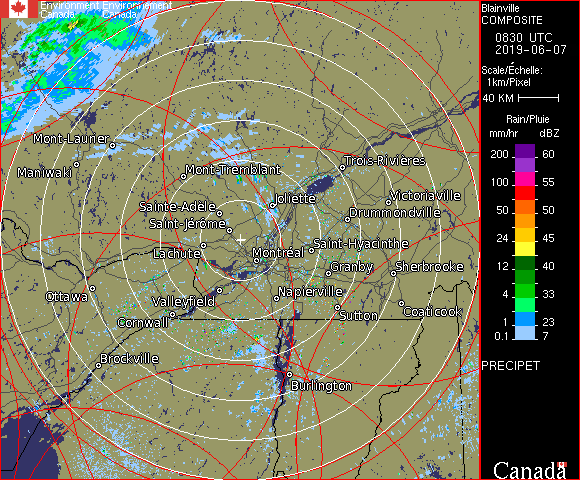 Environment Environnement
Canada Canada
Mont-Laurier
Maniwaki
Mont-Tremblant
Trois-Rivières
Sainte-Adèle
Joliette
Victoriaville
Drummondville
Saint-Jérôme
Lachute
Montréal
Saint-Hyacinthe
Granby
Sherbrooke
Ottawa
Valleyfield
Napierville
Cornwall
Sutton
Coaticook
Brockville
Burlington
Blainville
COMPOSITE
0830 UTC
2019-06-07
Scale/Échelle:
1km/Pixel
40 KM
Rain/Pluie
mm/hr dBZ
200 60
100 55
50 50
24 45
12 40
4 33
1 23
0.1 7
PRECIPET
Canada